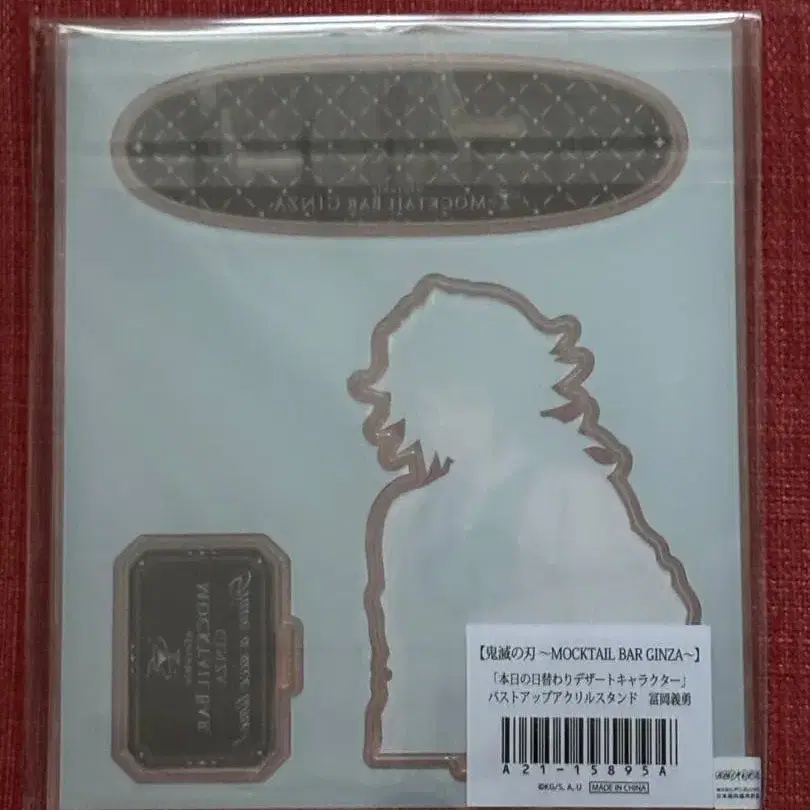 MOCKTAIL BAR GINZA
MOCKTAIL BAR
GINZA
【鬼滅の刃 ~MOCKTAIL BAR GINZA~】
「本日の日替わりデザートキャラクター」
バストアップアクリルスタンド 冨岡義勇
A21-15895A
©KG/S, A, U MADE IN CHINA